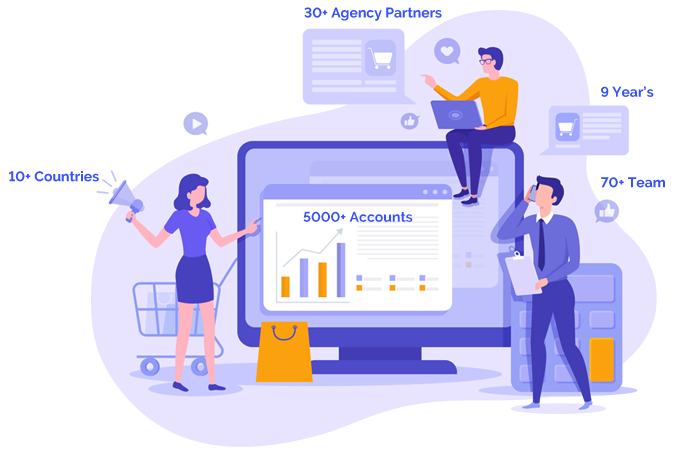 30+ Agency Partners
9 Year's
10+ Countries
70+ Team
5000+ Accounts